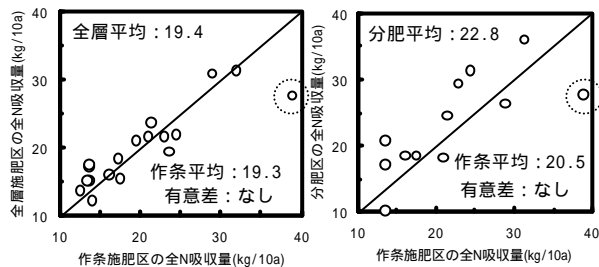 全層施肥区の全N吸収量(kg/10a)
40
30
20
10
全層平均：19.4
作条平均：19.3
有意差：なし
10 20 30 40
作条施肥区の全N吸収量(kg/10a)
分肥施肥区の全N吸収量(kg/10a)
40
30
20
10
分肥平均：22.8
作条平均：20.5
有意差：なし
10 20 30 40
作条施肥区の全N吸収量(kg/10a)